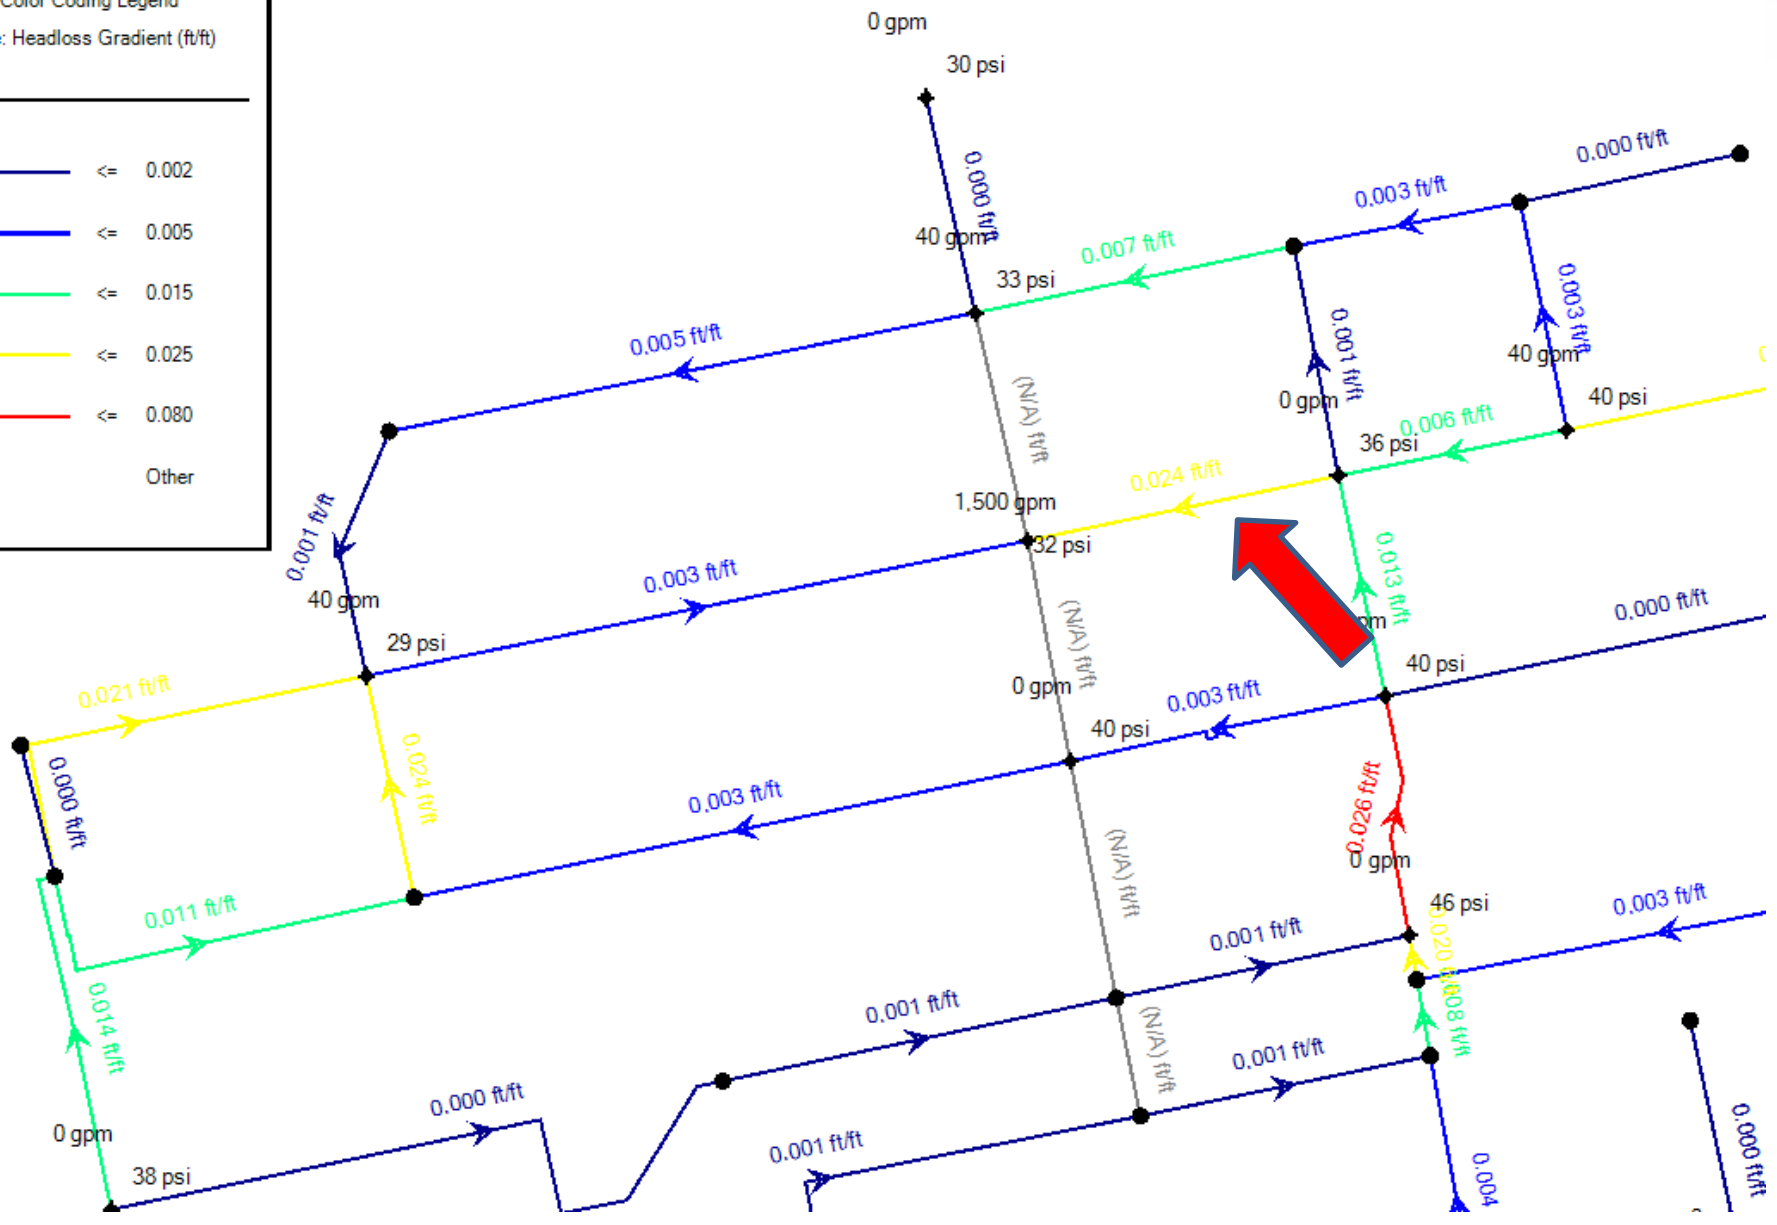 Color Coding Legend
: Headloss Gradient (ft/ft)
<= 0.002
<= 0.005
<= 0.015
<= 0.025
<= 0.080
Other
0 gpm
30 psi
0.000 ft/ft
0.000 ft/ft
0.003 ft/ft
40 gpm
0.007 ft/ft
33 psi
0.003 ft/ft
0.005 ft/ft
0.001 ft/ft
40 gpm
40 psi
0 gpm
(N/A) ft/ft
0.006 ft/ft
36 psi
0.024 ft/ft
1,500 gpm
32 psi
0.001 ft/ft
0.013 ft/ft
0.003 ft/ft
40 gpm
0.000 ft/ft
pm
29 psi
(N/A) ft/ft
40 psi
0.021 ft/ft
0 gpm
0.003 ft/ft
40 psi
0.000 ft/ft
0.024 ft/ft
0.003 ft/ft
0.026 ft/ft
0 gpm
(N/A) ft/ft
46 psi
0.003 ft/ft
0.011 ft/ft
0.001 ft/ft
0.020 ft/ft
0.001 ft/ft
0.014 ft/ft
(N/A) ft/ft
0.001 ft/ft
0.000 ft/ft
0 gpm
0.001 ft/ft
38 psi
0.004
0.000 ft/ft